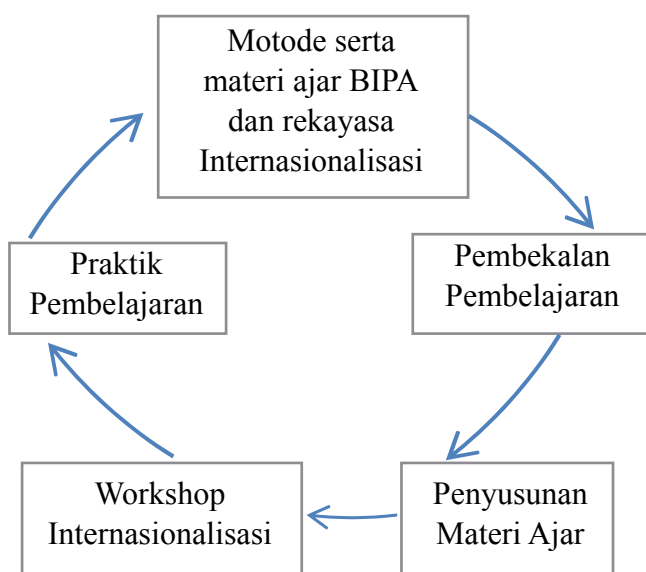 Motode serta
materi ajar BIPA
dan rekayasa
Internasionalisasi
Pembekalan
Pembelajaran
Penyusunan
Materi Ajar
Workshop
Internasionalisasi
Praktik
Pembelajaran